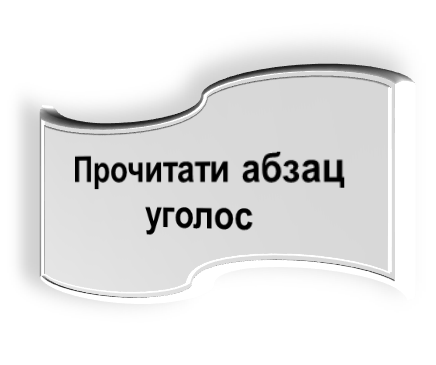 Прочитати абзац
уголос